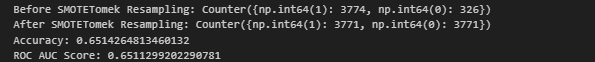 Before SMOTETomek Resampling: Counter({np.int64(1): 3774, np.int64(0): 326})
After SMOTETomek Resampling: Counter({np.int64(1): 3771, np.int64(0): 3771})
Accuracy: 0.6514264813460132
ROC AUC Score: 0.6511299202290781